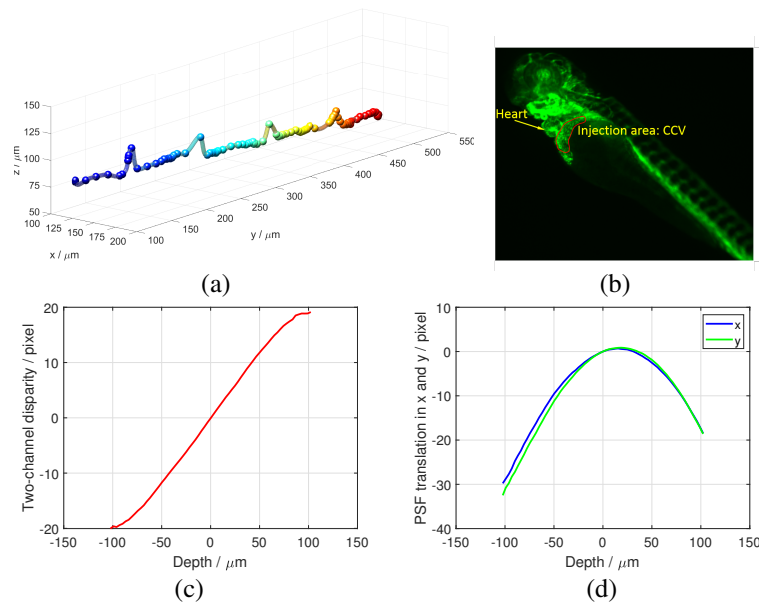 150
125
100
75
50
z / μm
100
125
150
175
200
x / μm
100
150
200
250
300
350
400
450
500
550
y / μm
(a)
Heart
Injection area: CCV
(b)
20
10
0
-10
-20
Two-channel disparity / pixel
-150 -100 -50 0 50 100 150
Depth / μm
(c)
10
0
-10
-20
-30
-40
PSF translation in x and y / pixel
x
y
-150 -100 -50 0 50 100 150
Depth / μm
(d)